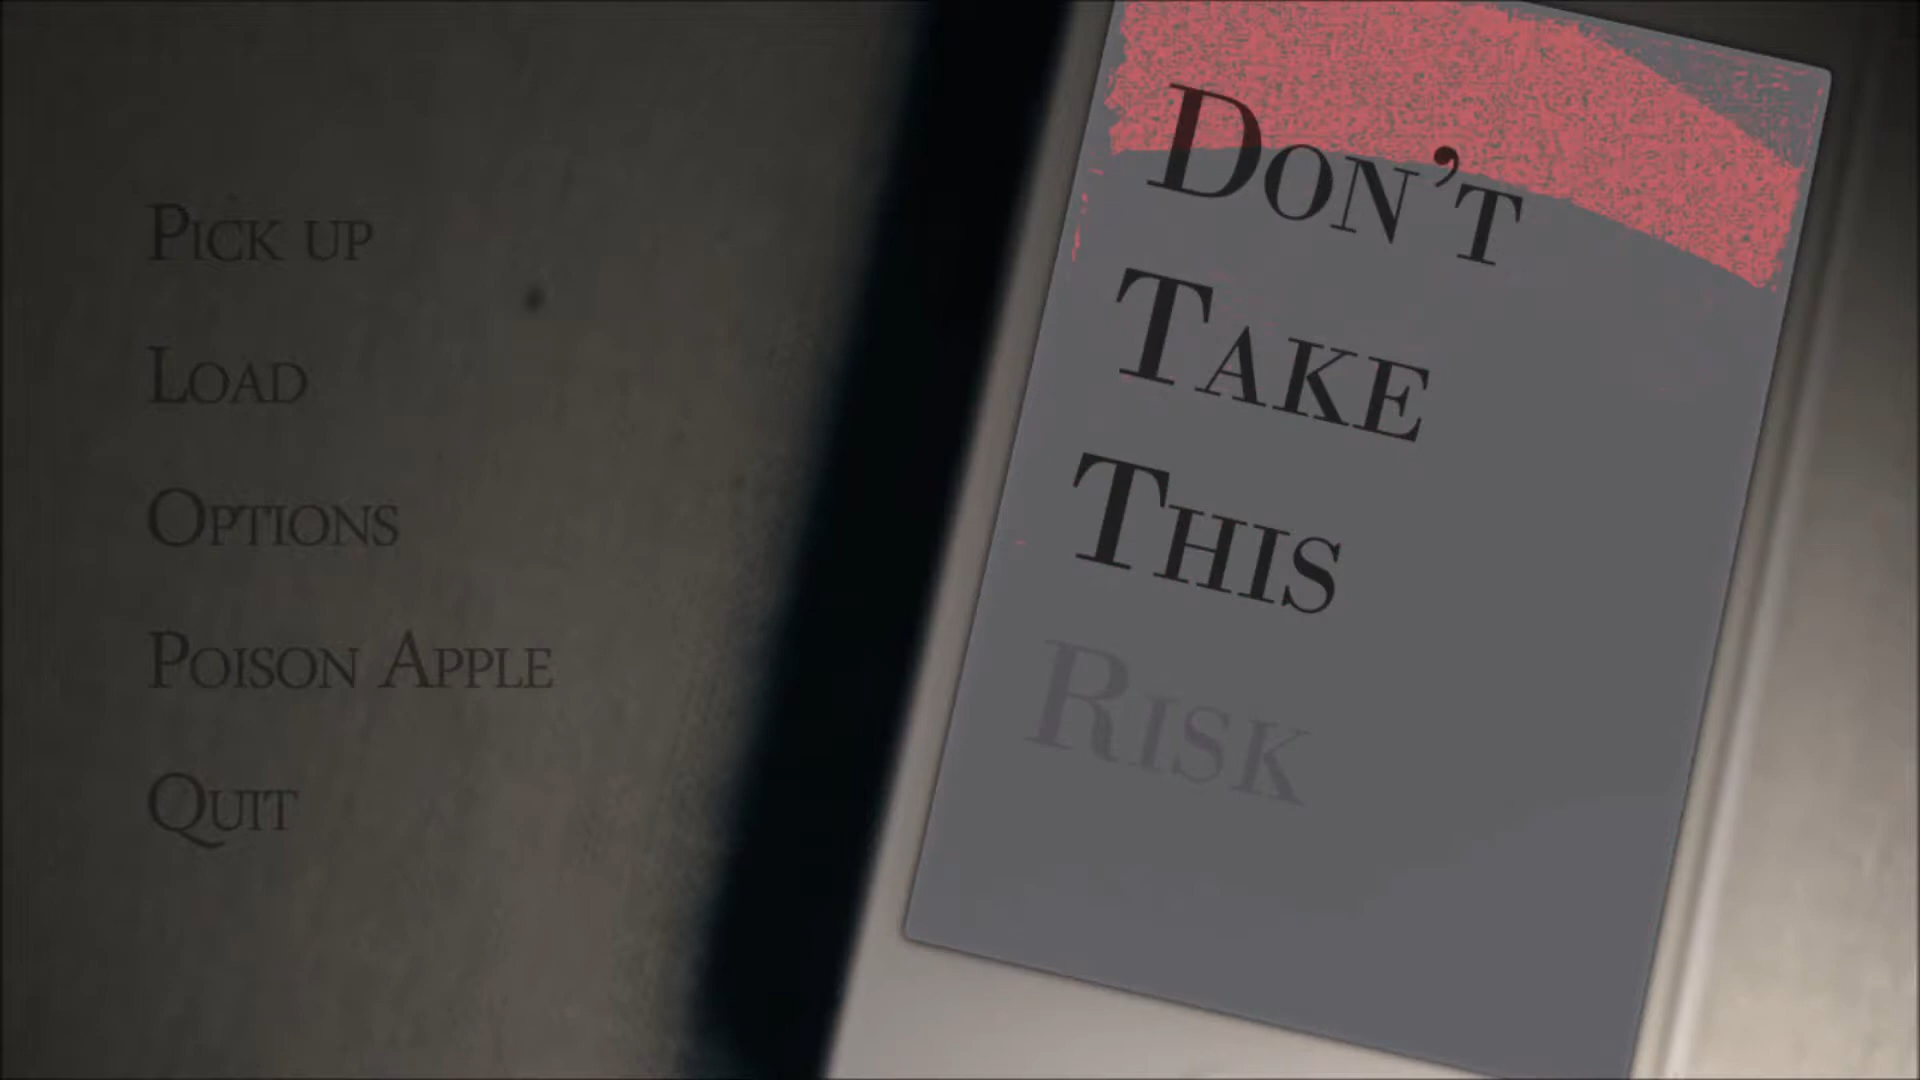 Pick up
Load
Options
Poison Apple
Quit
Don't
Take
This
Risk